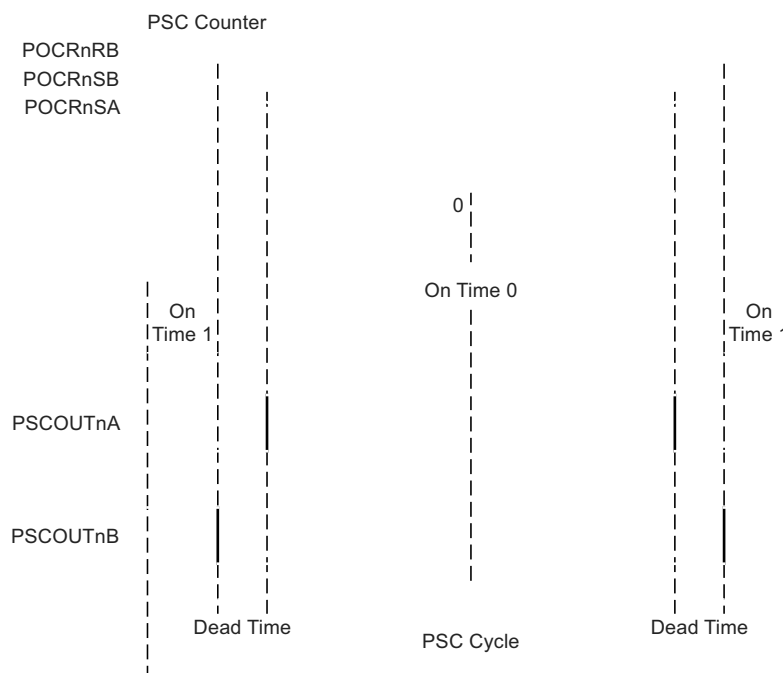 PSC Counter
POCRnRB
POCRnSB
POCRnSA
0
On Time 0
On
Time 1
On
Time 1
PSCOUTnA
PSCOUTnB
Dead Time
PSC Cycle
Dead Time